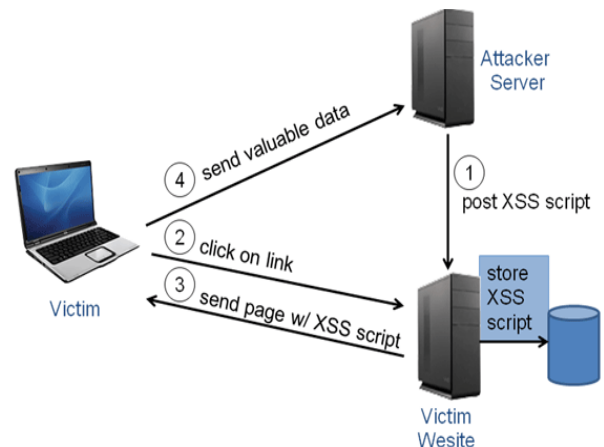 Attacker
Server
4 send valuable data
1
post XSS script
2 click on link
3 send page w/ XSS script
store
XSS
script
Victim
Victim
Wesite